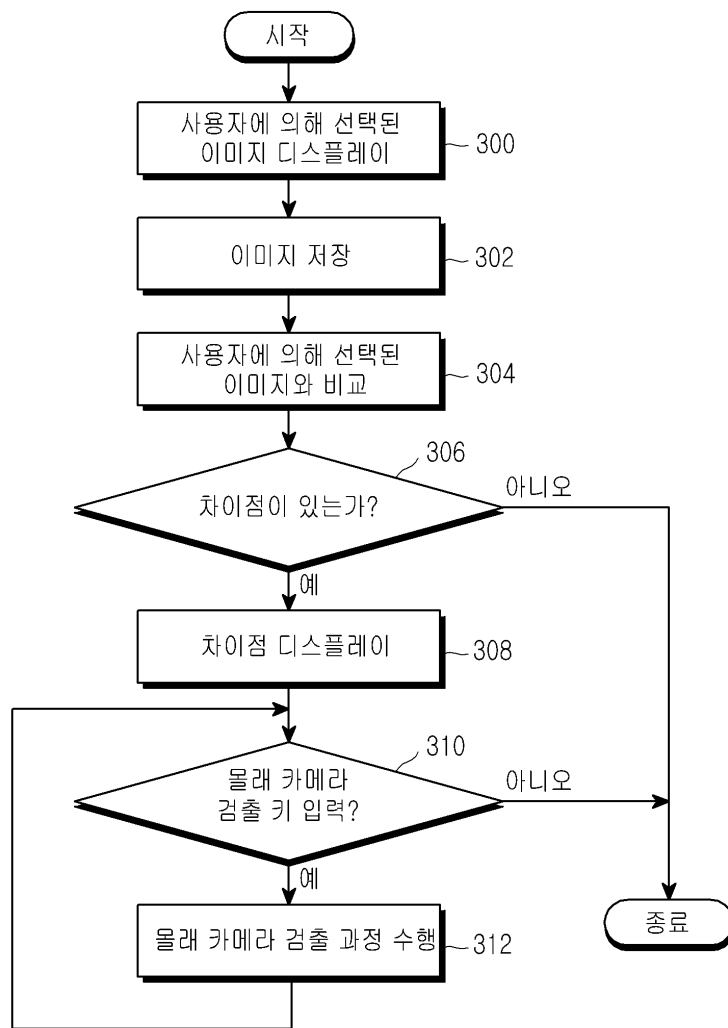 시작
사용자에 의해 선택된
이미지 디스플레이
300
이미지 저장
302
사용자에 의해 선택된
이미지와 비교
304
306
차이점이 있는가?
아니오
예
차이점 디스플레이
308
310
몰래 카메라
검출 키 입력?
아니오
예
몰래 카메라 검출 과정 수행
312
종료